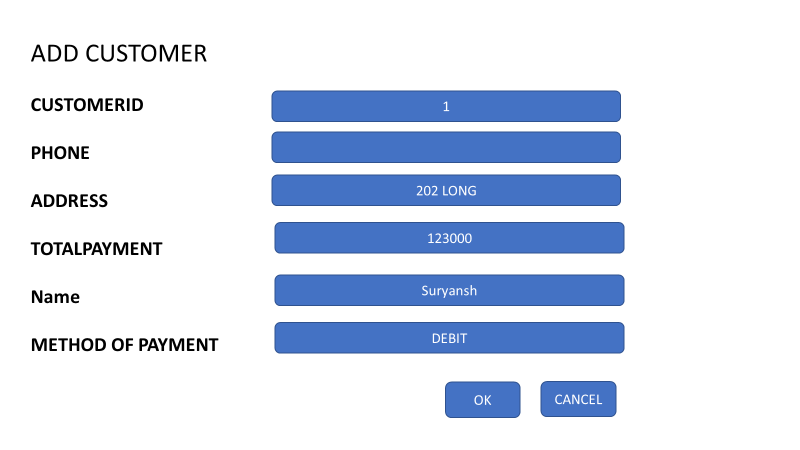 ADD CUSTOMER
CUSTOMERID 1
PHONE
ADDRESS 202 LONG
TOTALPAYMENT 123000
Name Suryansh
METHOD OF PAYMENT DEBIT
OK CANCEL